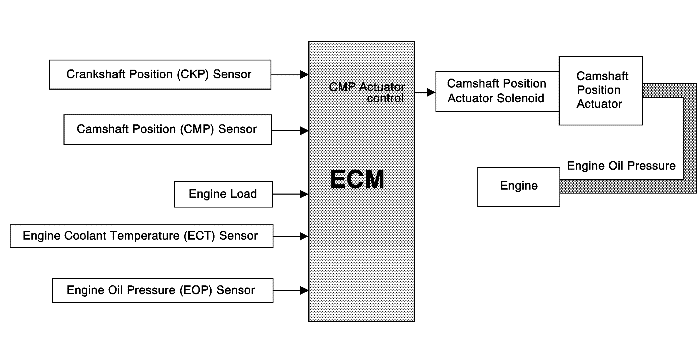 Crankshaft Position (CKP) Sensor
Camshaft Position (CMP) Sensor
Engine Load
Engine Coolant Temperature (ECT) Sensor
Engine Oil Pressure (EOP) Sensor
CMP Actuator
control
ECM
Camshaft Position
Actuator Solenoid
Camshaft
Position
Actuator
Engine Oil Pressure
Engine